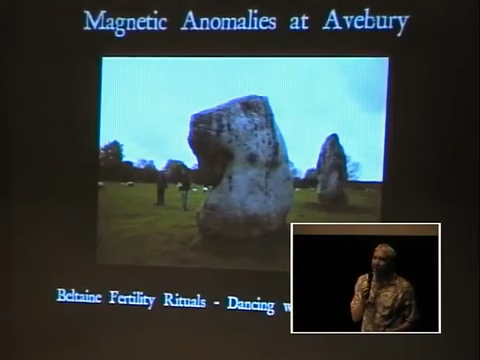 Magnetic Anomalies at Avebury
Beltaine Fertility Rituals - Dancing